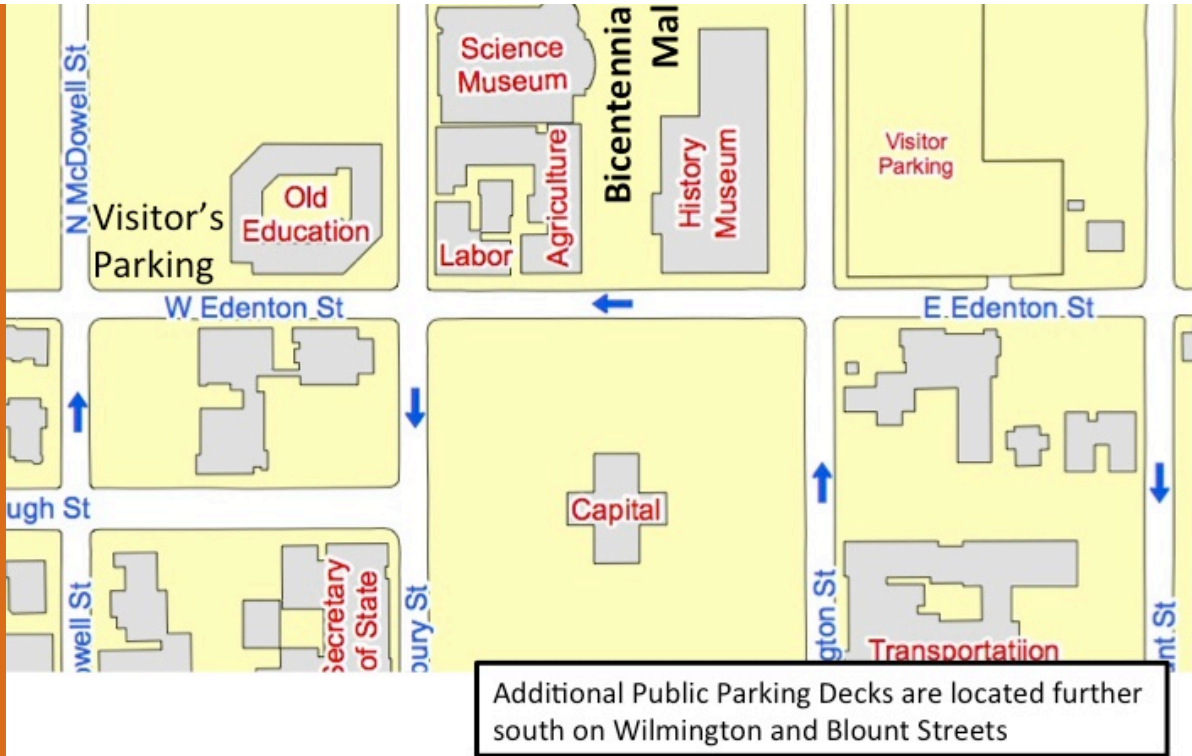 N McDowell St
Science
Museum
Bicentennia
Mal
Visitor
Parking
History
Museum
Agriculture
Labor
Old
Education
Visitor's
Parking
W Edenton St
E Edenton St
ugh St
Capital
owell St
Secretary
of State
bury St
gton St
Transportatiion
nt St
Additional Public Parking Decks are located further
south on Wilmington and Blount Streets